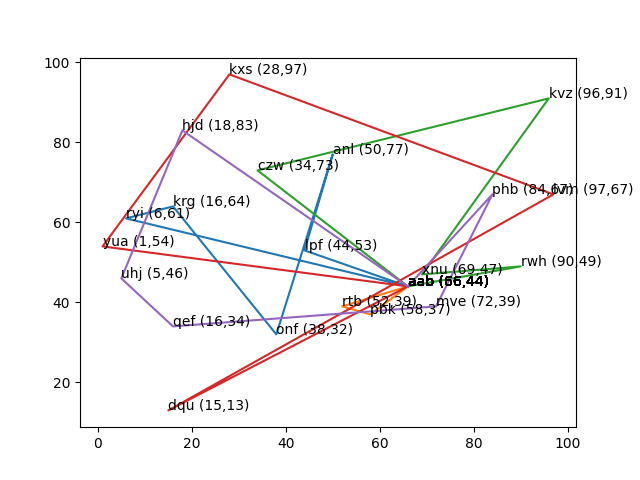 100
80
60
40
20
0
20
40
60
80
100
kxs (28,97)
kvz (96,91)
hjd (18,83)
anl (50,77)
czw (34,73)
phb (84,67)
(97,67)
krg (16,64)
ryi (6,61)
yua (1,54)
lpf (44,53)
rwh (90,49)
xnu (69,47)
uhj (5,46)
aab (66,44)
rtb (52,39)
mve (72,39)
pbk (58,37)
qef (16,34)
onf (38,32)
dqu (15,13)